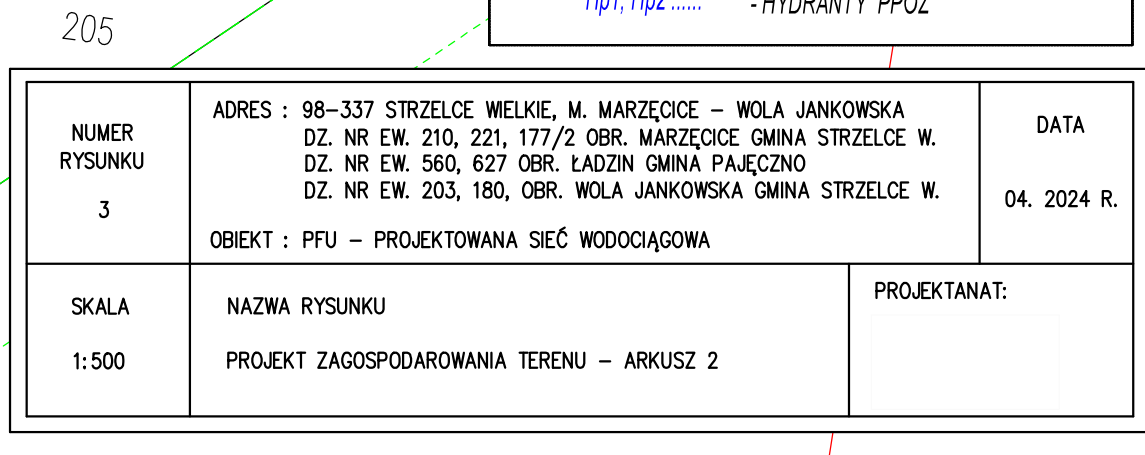 205
Hp1, Hp2 ...... - HYDRANTY PPOŻ
NUMER
RYSUNKU
3
ADRES : 98-337 STRZELCE WIELKIE, M. MARZĘCICE – WOLA JANKOWSKA
DZ. NR EW. 210, 221, 177/2 OBR. MARZĘCICE GMINA STRZELCE W.
DZ. NR EW. 560, 627 OBR. ŁADZIN GMINA PAJĘCZNO
DZ. NR EW. 203, 180, OBR. WOLA JANKOWSKA GMINA STRZELCE W.
OBIEKT : PFU – PROJEKTOWANA SIEĆ WODOCIĄGOWA
DATA
04. 2024 R.
SKALA
1:500
NAZWA RYSUNKU
PROJEKT ZAGOSPODAROWANIA TERENU – ARKUSZ 2
PROJEKTANAT: